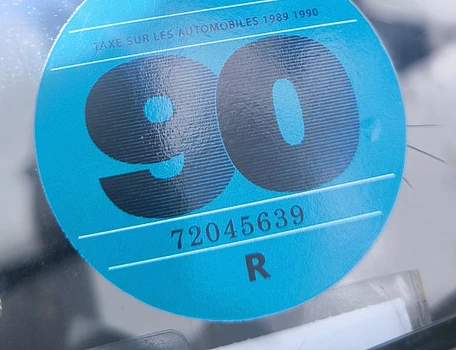 TAXE SUR LES AUTOMOBILES 1989 1990
90
72045639
R